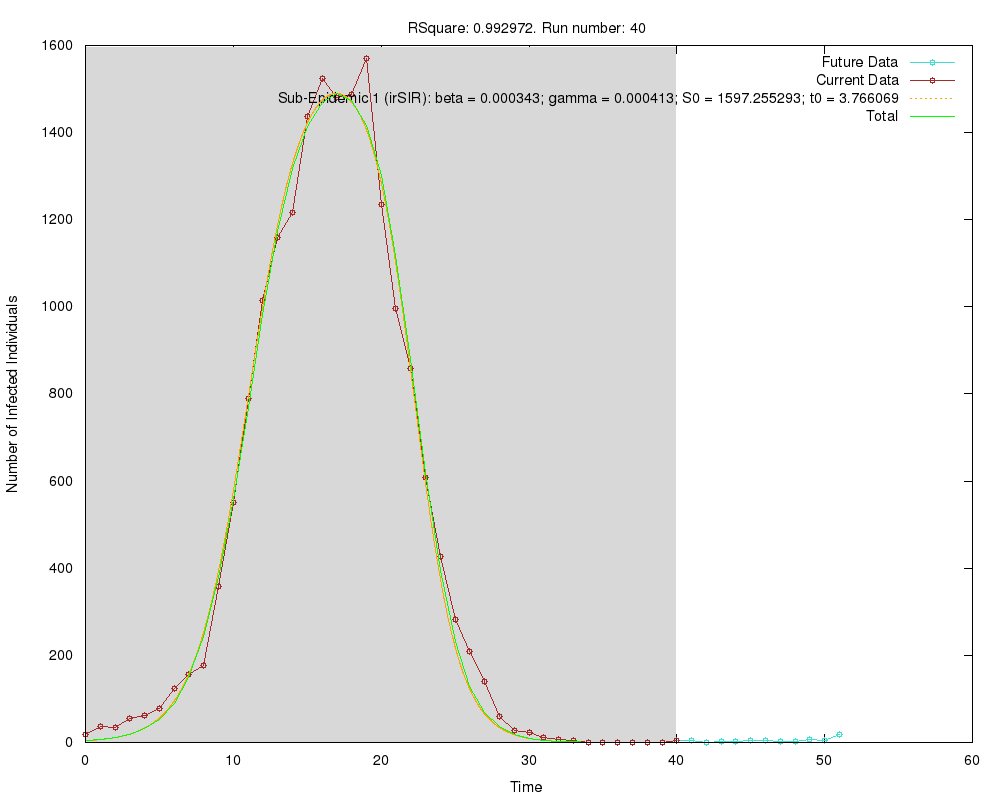 RSquare: 0.992972. Run number: 40
1600
Future Data
Current Data
Sub-Epidemic 1 (irSIR): beta = 0.000343; gamma = 0.000413; S0 = 1597.255293; t0 = 3.766069
Total
1400
1200
1000
800
600
400
200
0
Number of Infected Individuals
0 10 20 30 40 50 60
Time